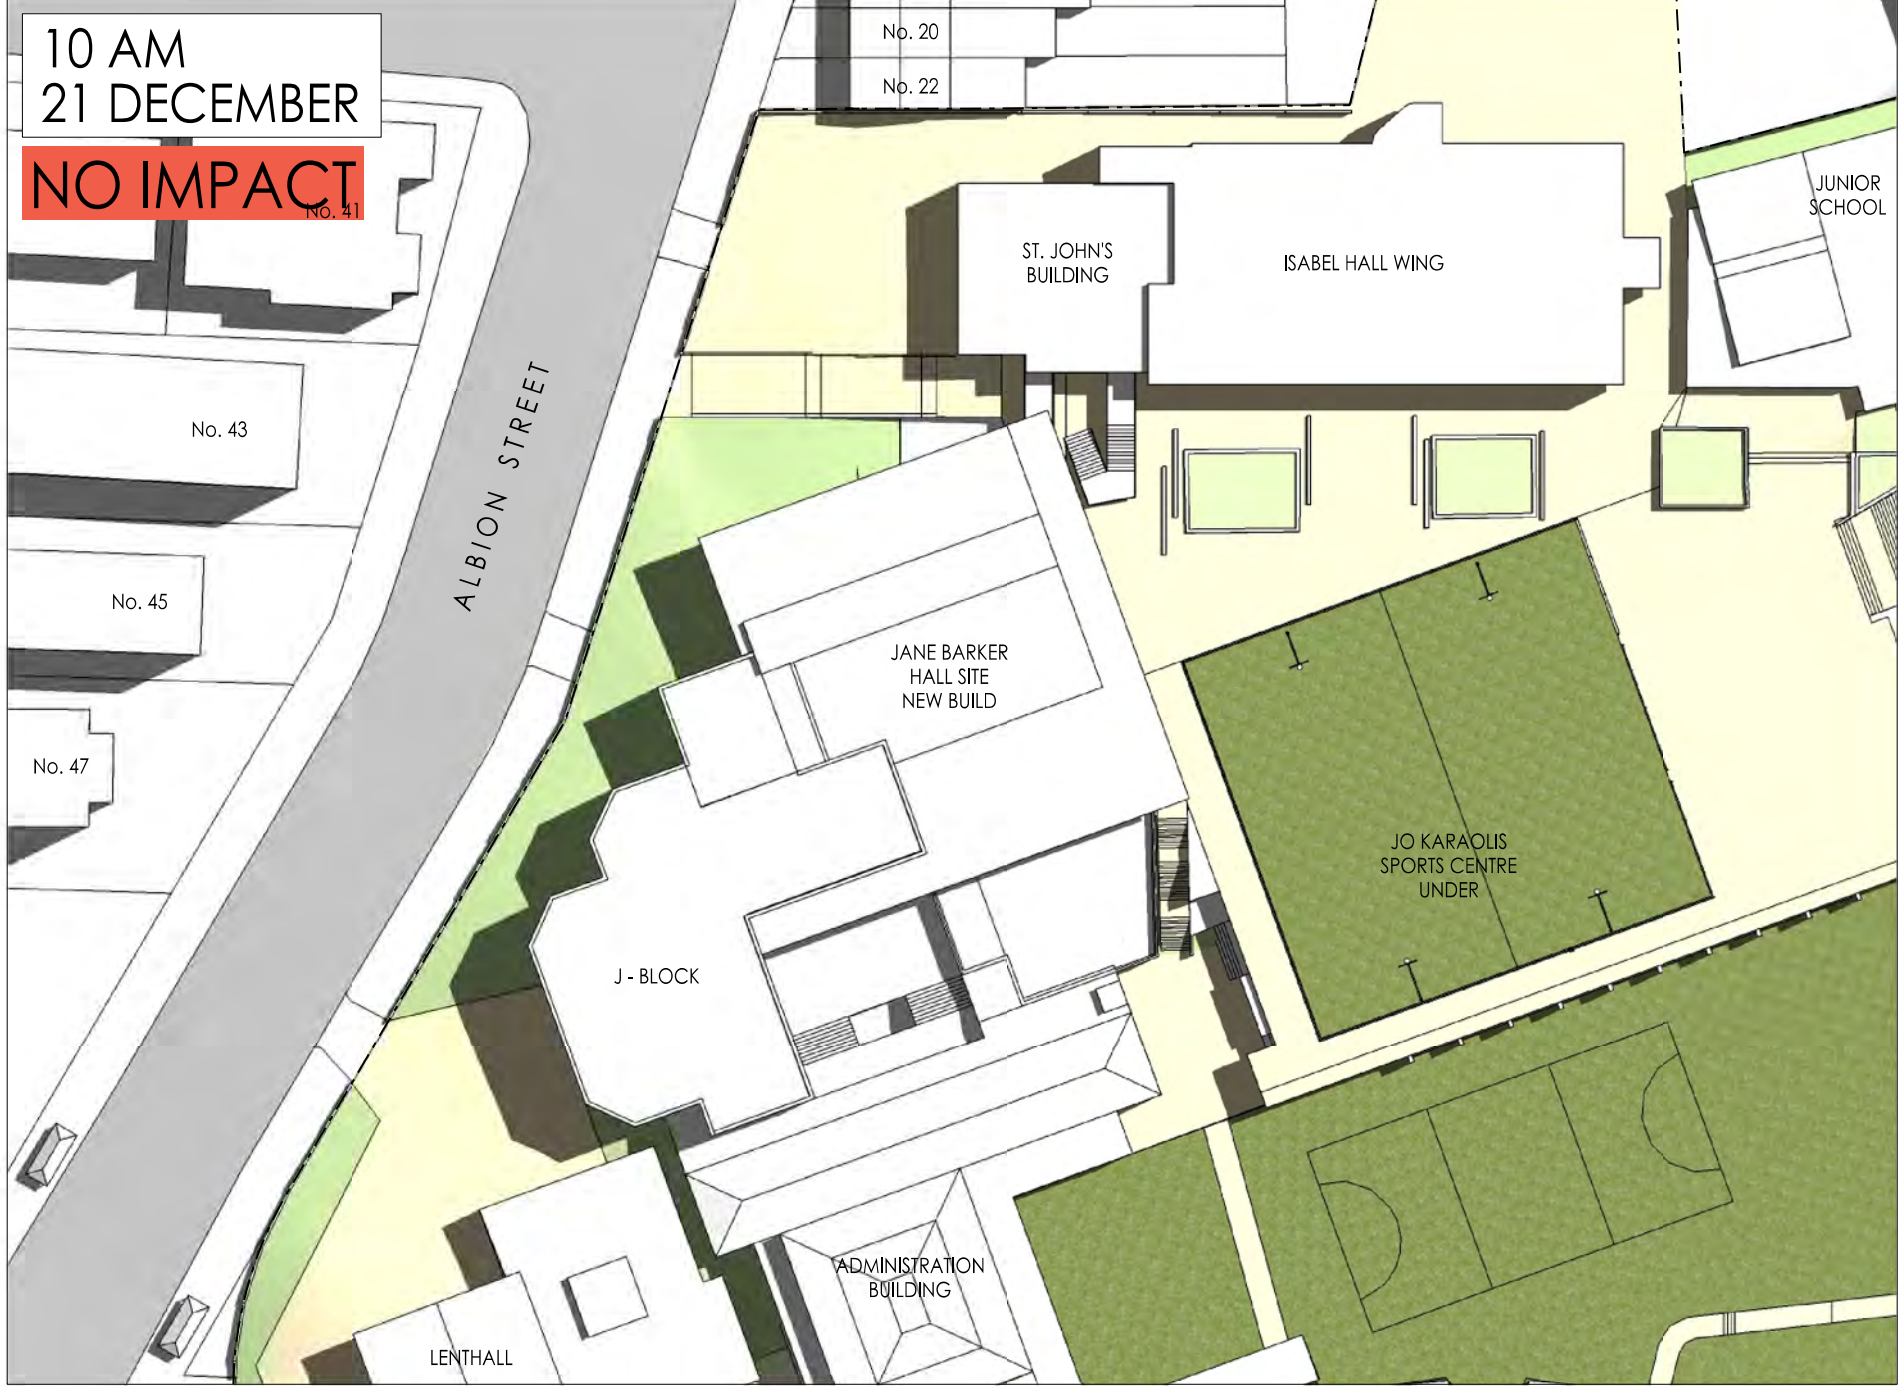 10 AM
21 DECEMBER
NO IMPACT
No. 41
No. 20
No. 22
JUNIOR
SCHOOL
ST. JOHN'S
BUILDING
ISABEL HALL WING
No. 43
ALBION STREET
No. 45
JANE BARKER
HALL SITE
NEW BUILD
No. 47
JO KARAOLIS
SPORTS CENTRE
UNDER
J - BLOCK
ADMINISTRATION
BUILDING
LENTHALL